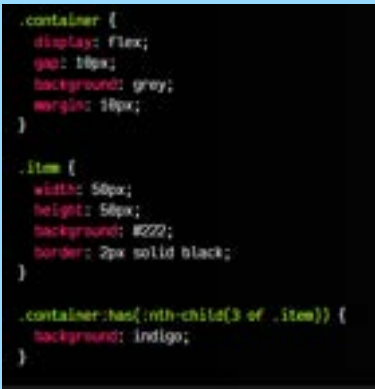 .container {
display: flex;
gap: 10px;
background: grey;
margin: 10px;
}
.item {
width: 50px;
height: 50px;
background: #222;
border: 2px solid black;
}
.container:has(:nth-child(3 of .item)) {
background: indigo;
}